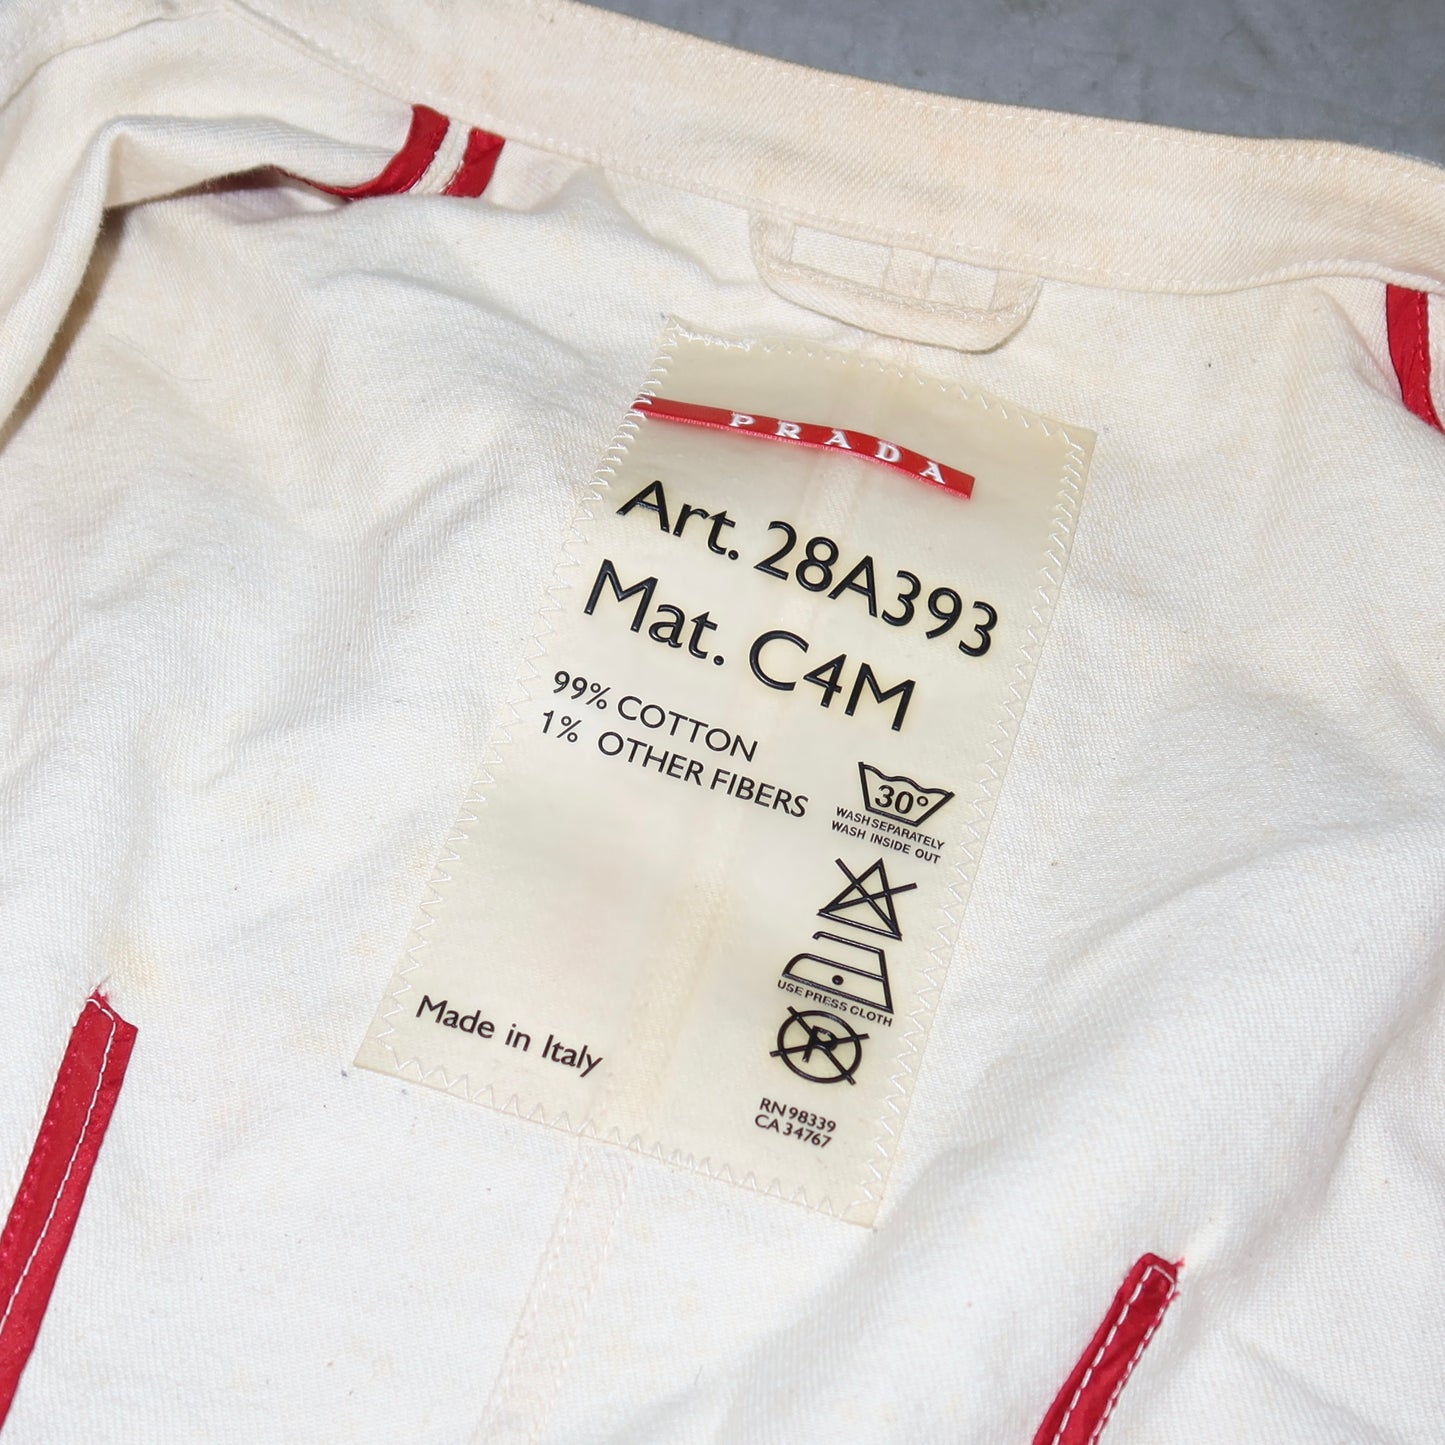 PRADA
Art. 28A393
Mat. C4M
99% COTTON
1% OTHER FIBERS
30°
WASH SEPARATELY
WASH INSIDE OUT
USE PRESS CLOTH
P
Made in Italy
RN 98339
CA 34767